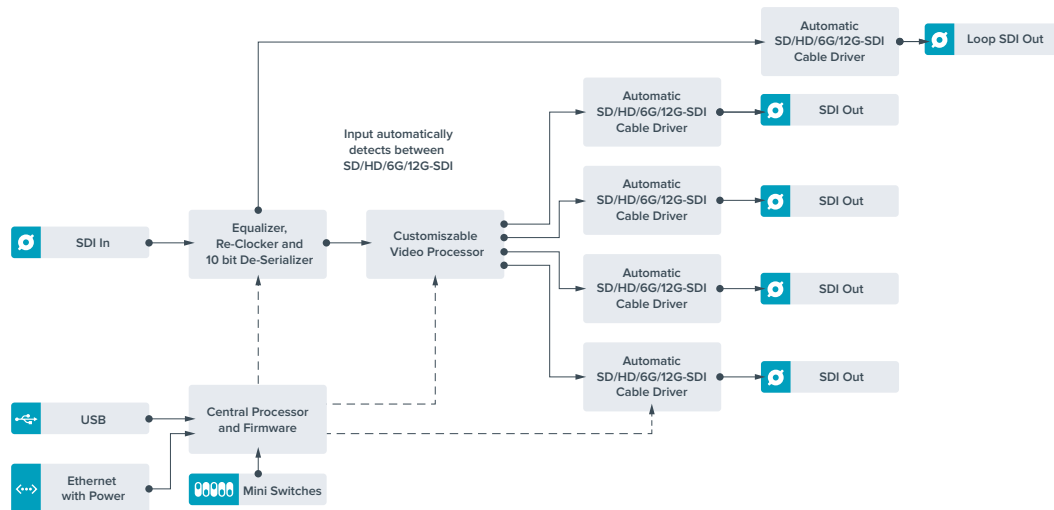 Automatic
SD/HD/6G/12G-SDI
Cable Driver
Loop SDI Out
Automatic
SD/HD/6G/12G-SDI
Cable Driver
SDI Out
Input automatically
detects between
SD/HD/6G/12G-SDI
Automatic
SD/HD/6G/12G-SDI
Cable Driver
SDI Out
SDI In
Equalizer,
Re-Clocker and
10 bit De-Serializer
Customiszable
Video Processor
Automatic
SD/HD/6G/12G-SDI
Cable Driver
SDI Out
Automatic
SD/HD/6G/12G-SDI
Cable Driver
SDI Out
USB
Central Processor
and Firmware
Ethernet
with Power
Mini Switches